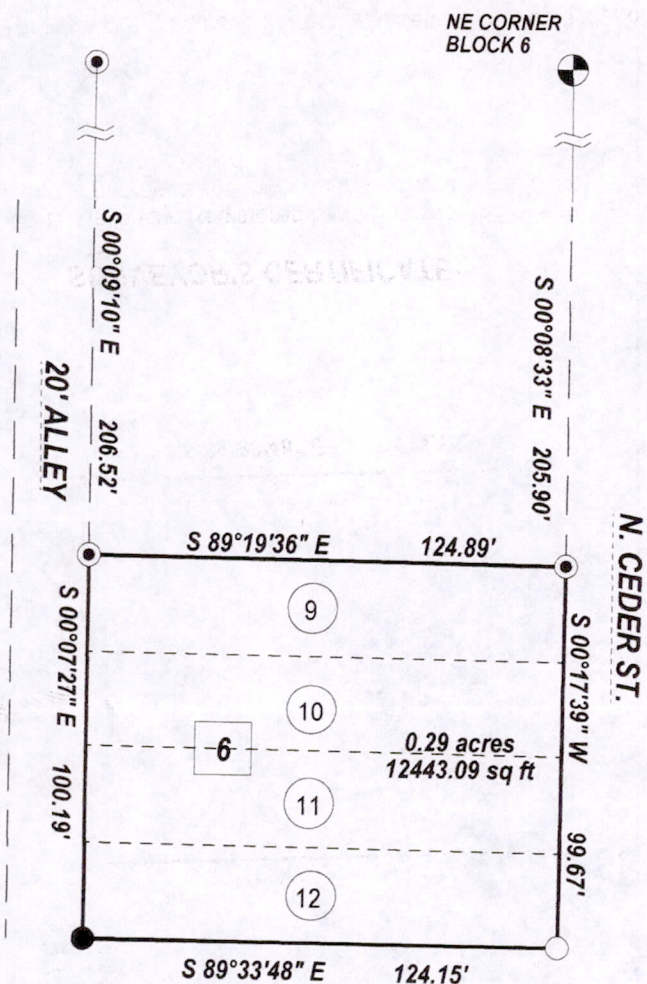 NE CORNER
BLOCK 6
S 00°09'10" E 206.52'
20' ALLEY
S 00°08'33" E 205.90'
N. CEDER ST.
S 89°19'36" E 124.89'
S 00°07'27" E 100.19'
S 00°17'39" W 99.67'
9
10
6
0.29 acres
12443.09 sq ft
11
12
S 89°33'48" E 124.15'
SURVEYOR'S CERTIFICATE